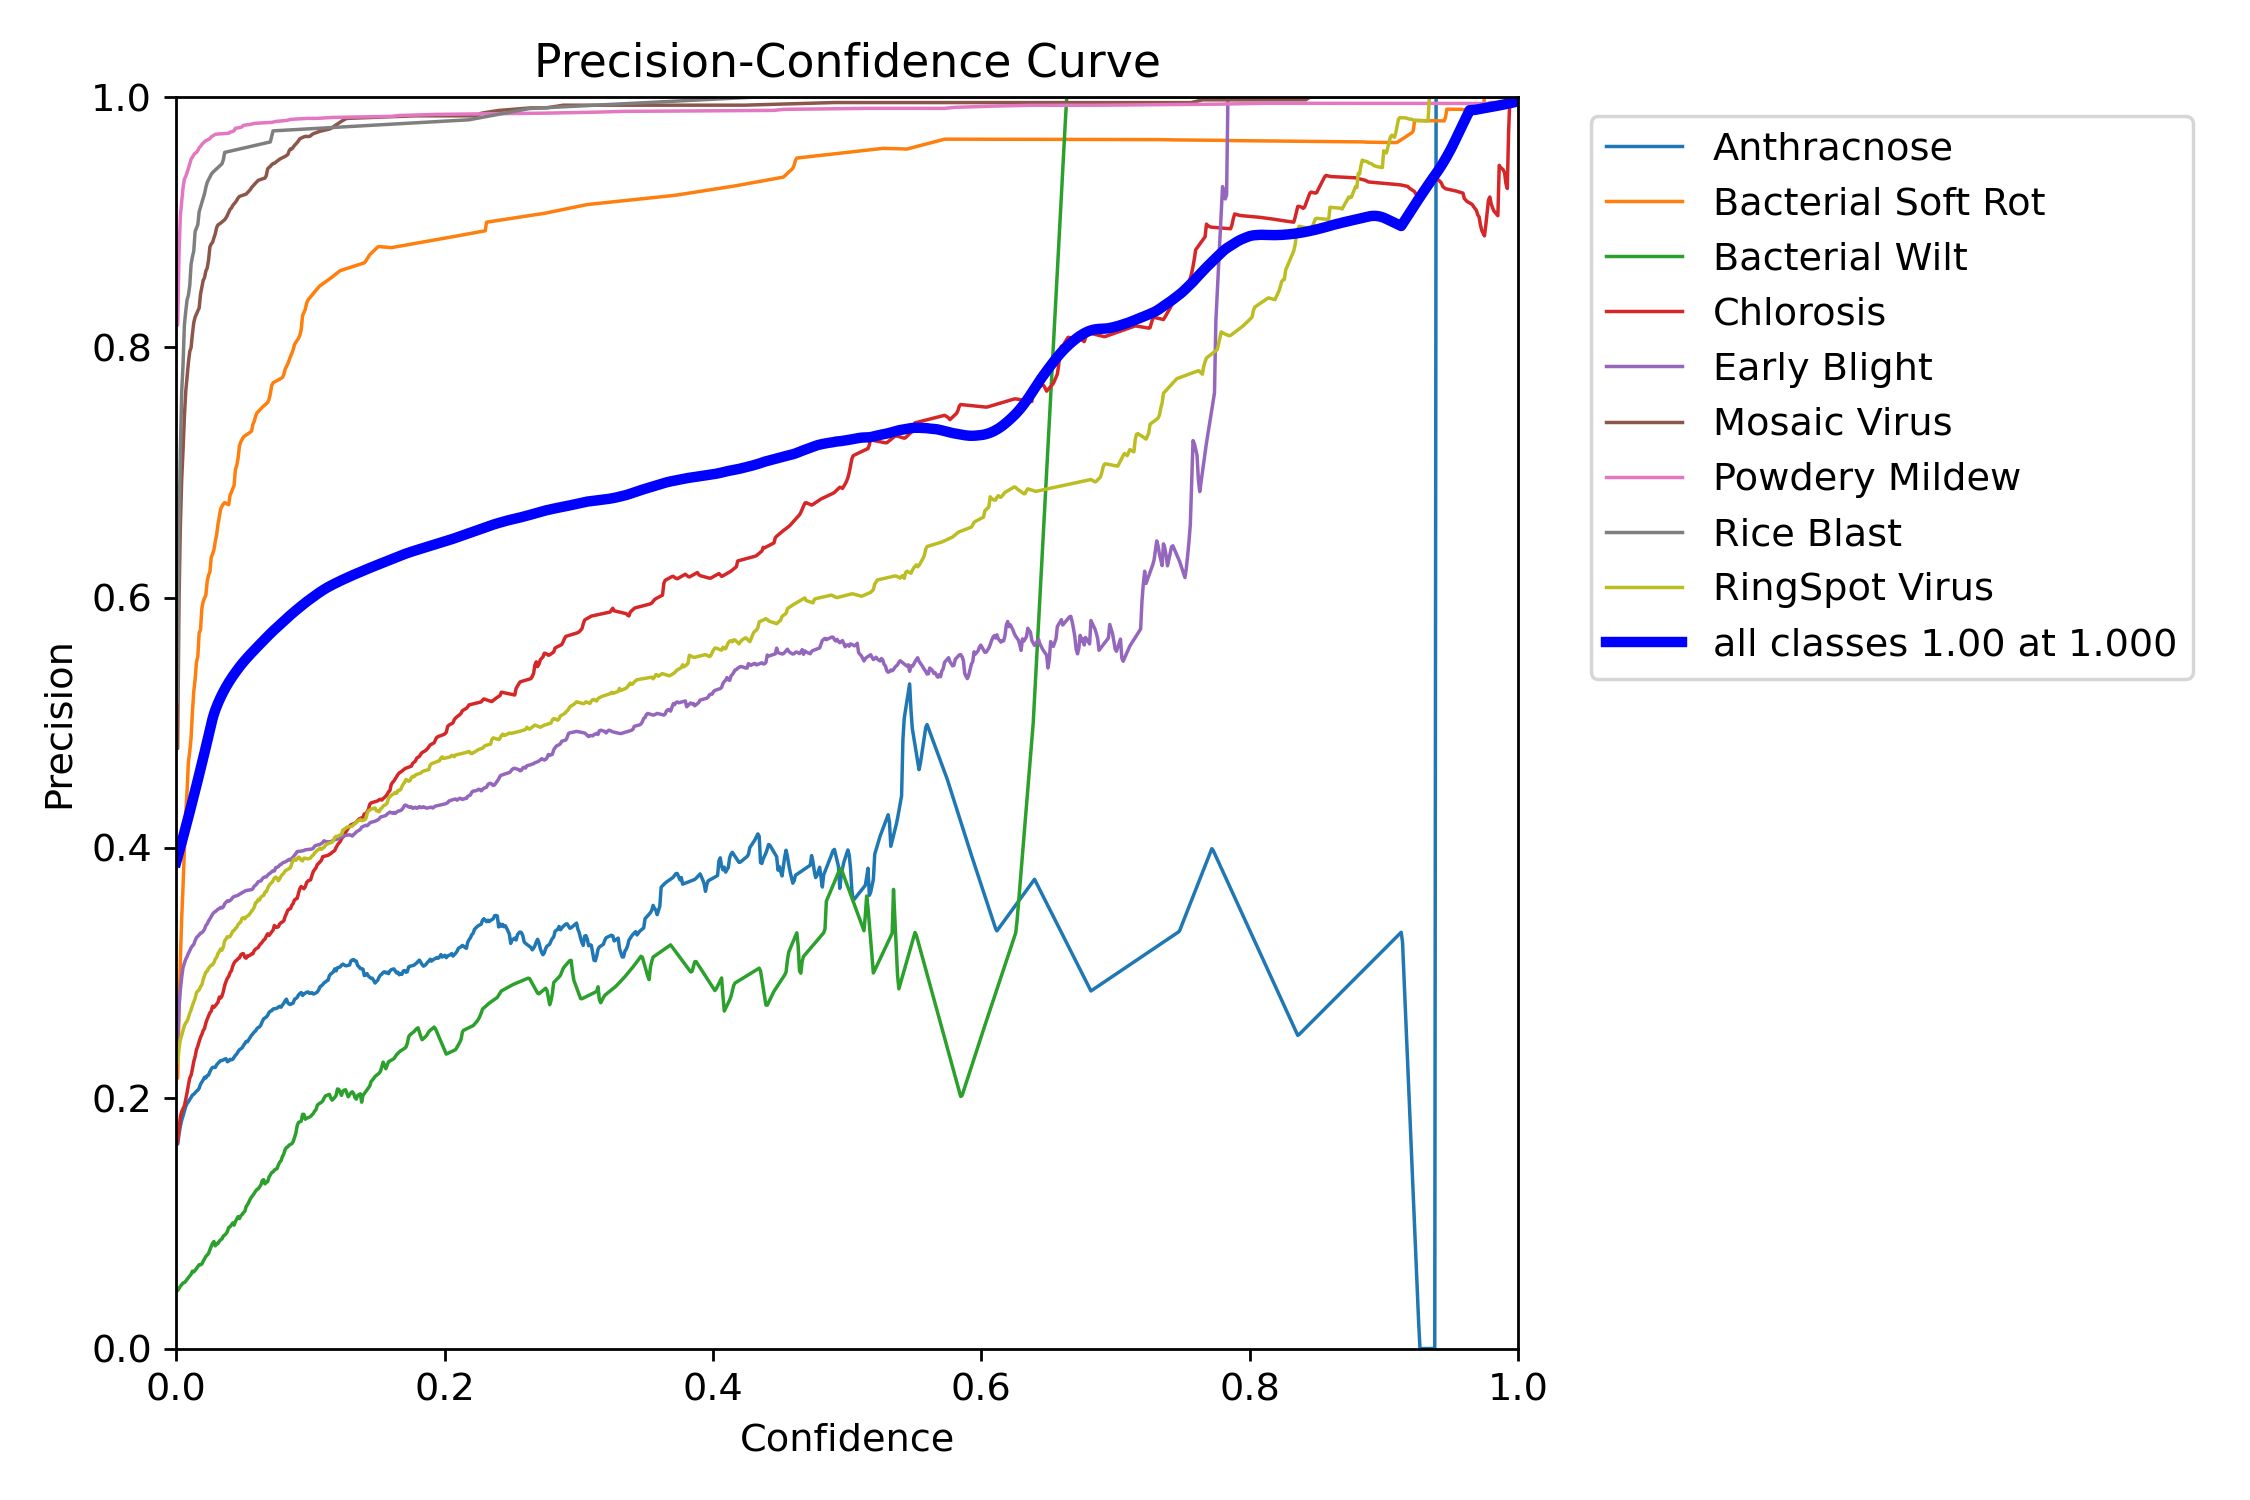 Precision-Confidence Curve
1.0
0.8
0.6
0.4
0.2
0.0
Precision
0.0 0.2 0.4 0.6 0.8 1.0
Confidence
Anthracnose
Bacterial Soft Rot
Bacterial Wilt
Chlorosis
Early Blight
Mosaic Virus
Powdery Mildew
Rice Blast
RingSpot Virus
all classes 1.00 at 1.000